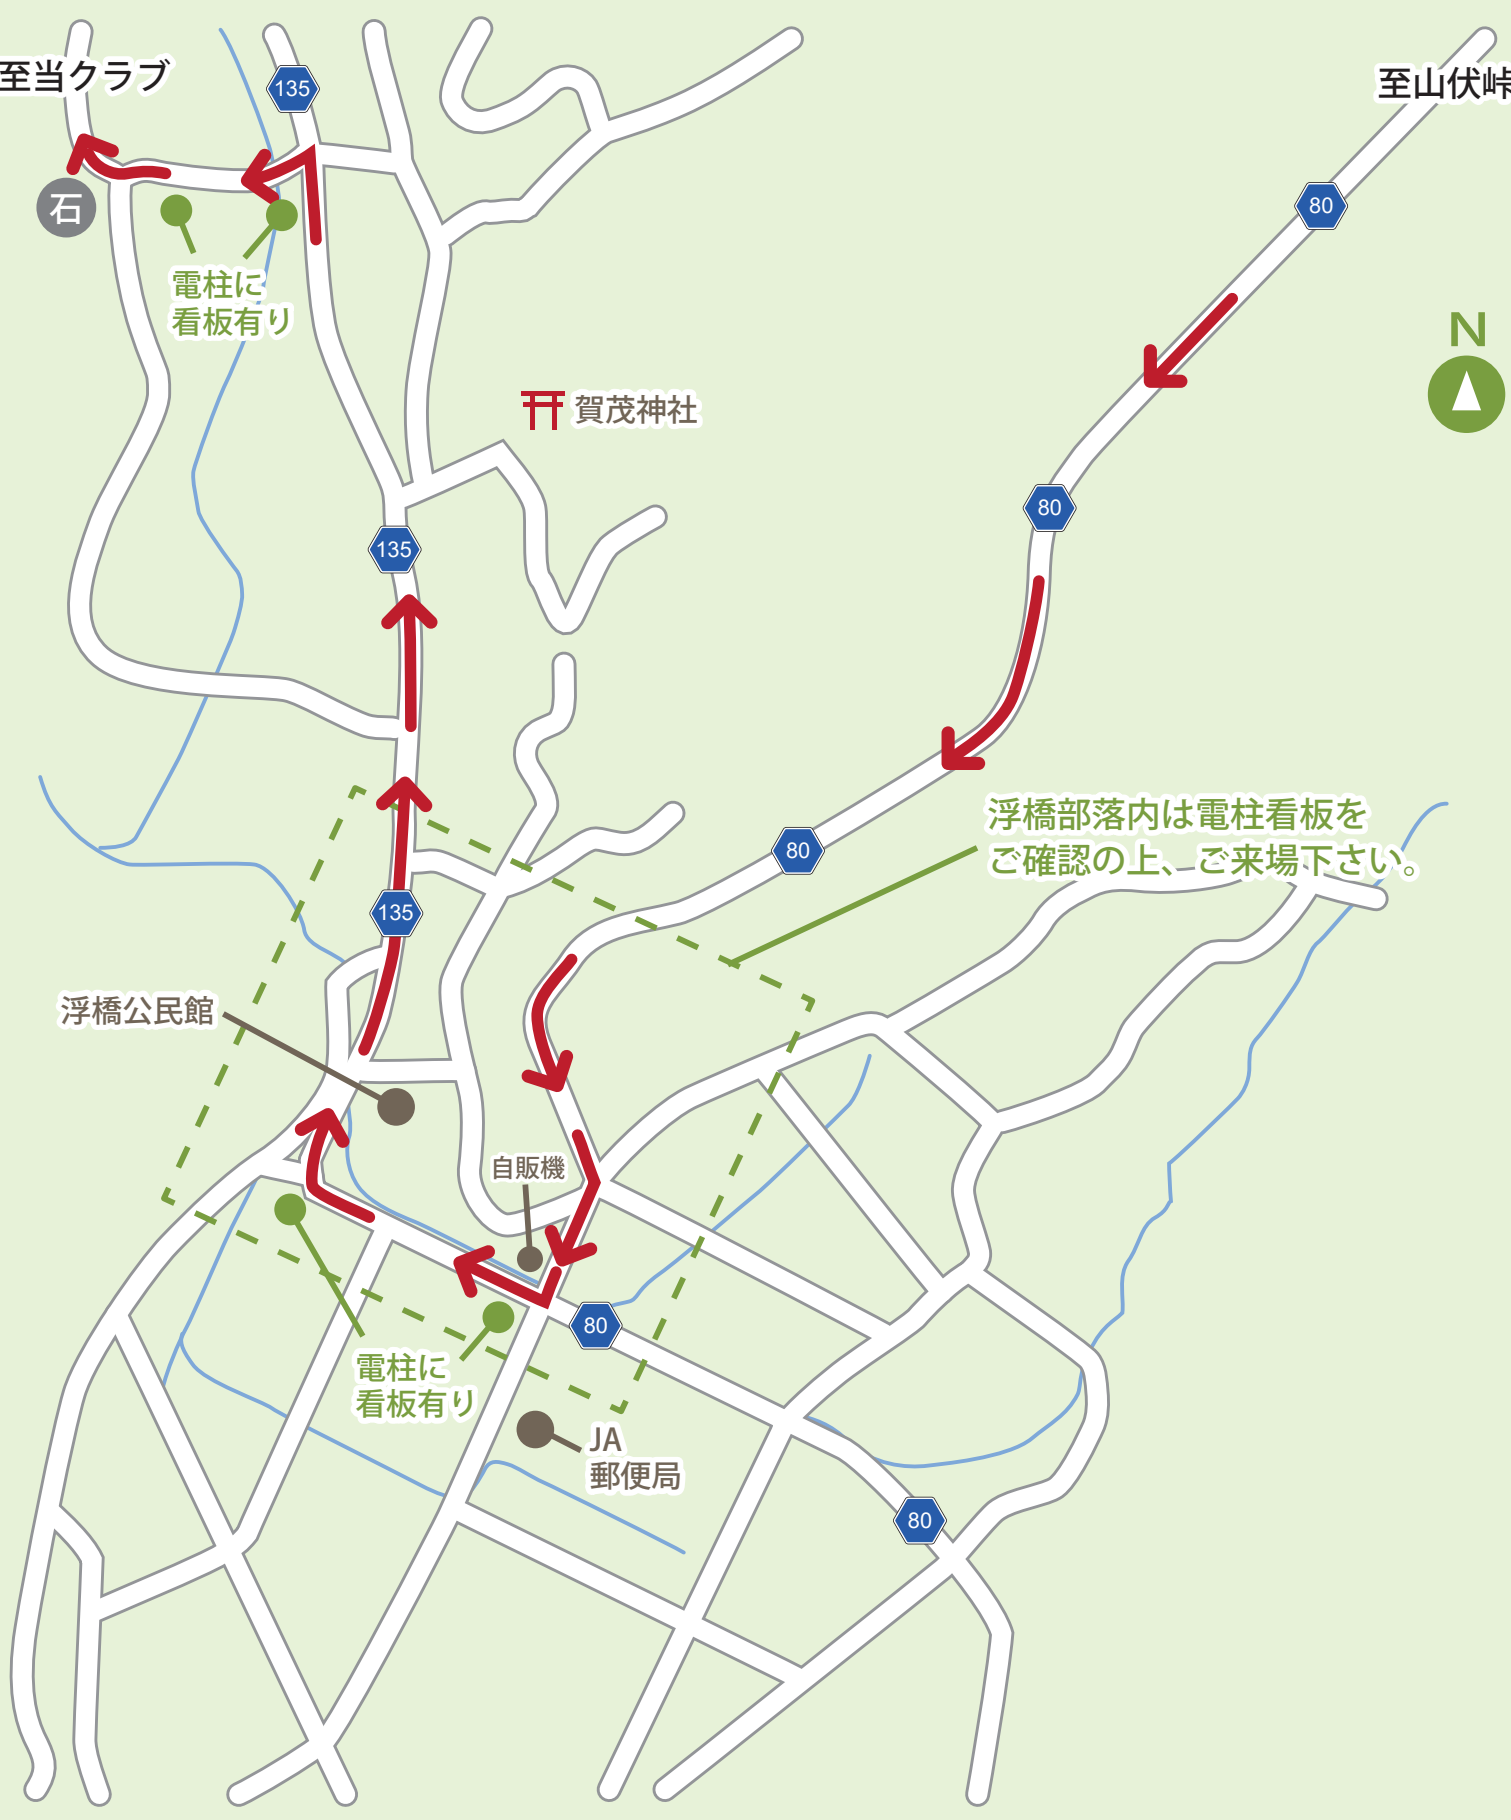 至当クラブ
135
至山伏峠
80
石
電柱に
看板有り
N
賀茂神社
80
135
浮橋部落内は電柱看板を
ご確認の上、ご来場下さい。
80
135
浮橋公民館
自販機
80
電柱に
看板有り
JA
郵便局
80